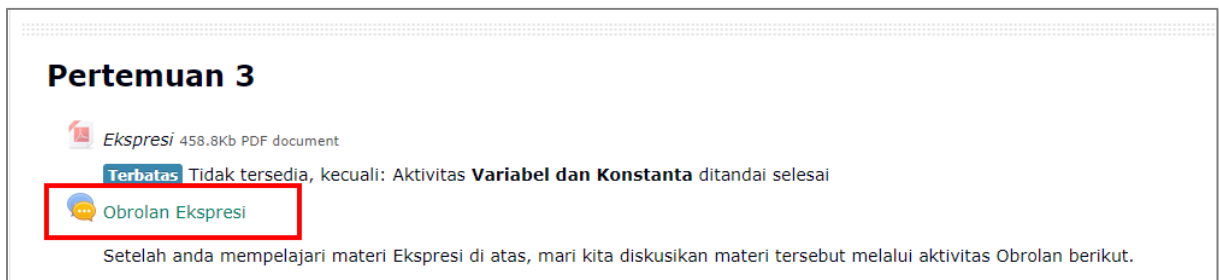 Pertemuan 3
Ekspresi 458.8Kb PDF document
Terbatas Tidak tersedia, kecuali: Aktivitas Variabel dan Konstanta ditandai selesai
Obrolan Ekspresi
Setelah anda mempelajari materi Ekspresi di atas, mari kita diskusikan materi tersebut melalui aktivitas Obrolan berikut.